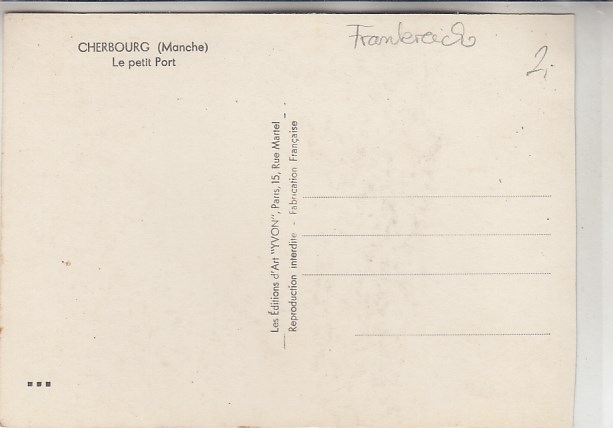 CHERBOURG (Manche)
Le petit Port
Frankreich
2,-
Les Éditions d'Art "YVON", Paris, 15, Rue Martel
Reproduction interdite - Fabrication Française